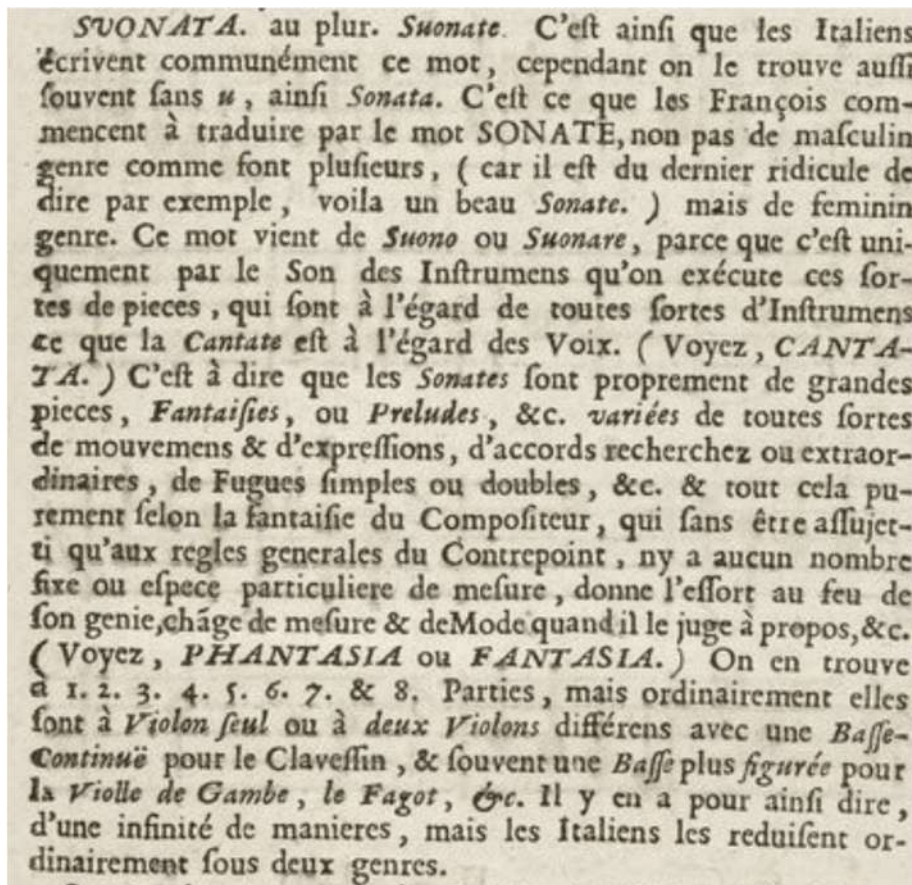 SUONATA. au plur. Suonate. C'eſt ainſi que les Italiens
écrivent communément ce mot, cependant on le trouve auſſi
ſouvent ſans u, ainſi Sonata. C'eſt ce que les François com-
mencent à traduire par le mot SONATE, non pas de maſculin
genre comme font pluſieurs, ( car il eſt du dernier ridicule de
dire par exemple, voila un beau Sonate. ) mais de feminin
genre. Ce mot vient de Suono ou Suonare, parce que c'eſt uni-
quement par le Son des Inſtrumens qu'on exécute ces ſor-
tes de pieces, qui ſont à l'égard de toutes ſortes d'Inſtrumens
ce que la Cantate eſt à l'égard des Voix. ( Voyez, CANTA-
TA. ) C'eſt à dire que les Sonates ſont proprement de grandes
pieces, Fantaiſies, ou Preludes, &c. variées de toutes ſortes
de mouvemens & d'expreſſions, d'accords recherchez ou extraor-
dinaires, de Fugues ſimples ou doubles, &c. & tout cela pu-
rement ſelon la fantaiſie du Compoſiteur, qui ſans être aſſujet-
ti qu'aux regles generales du Contrepoint, ny a aucun nombre
fixe ou eſpece particuliere de meſure, donne l'eſſort au feu de
ſon genie, chãge de meſure & de Mode quand il le juge à propos, &c.
( Voyez, PHANTASIA ou FANTASIA. ) On en trouve
à 1. 2. 3. 4. 5. 6. 7. & 8. Parties, mais ordinairement elles
ſont à Violon ſeul ou à deux Violons différens avec une Baſſe-
Continuë pour le Claveſſin, & ſouvent une Baſſe plus figurée pour
la Violle de Gambe, le Fagot, &c. Il y en a pour ainſi dire,
d'une infinité de manieres, mais les Italiens les reduiſent or-
dinairement ſous deux genres.